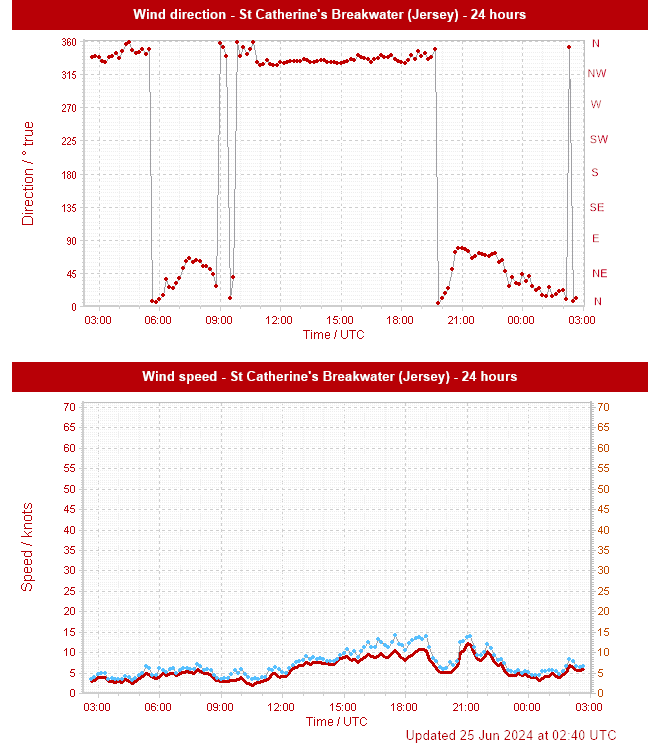 Wind direction - St Catherine's Breakwater (Jersey) - 24 hours
360 N
315 NW
270 W
225 SW
180 S
135 SE
90 E
45 NE
0 N
Direction / ° true
03:00 06:00 09:00 12:00 15:00 18:00 21:00 00:00 03:00
Time / UTC
Wind speed - St Catherine's Breakwater (Jersey) - 24 hours
70 70
65 65
60 60
55 55
50 50
45 45
40 40
35 35
30 30
25 25
20 20
15 15
10 10
5 5
0 0
Speed / knots
03:00 06:00 09:00 12:00 15:00 18:00 21:00 00:00 03:00
Time / UTC
Updated 25 Jun 2024 at 02:40 UTC